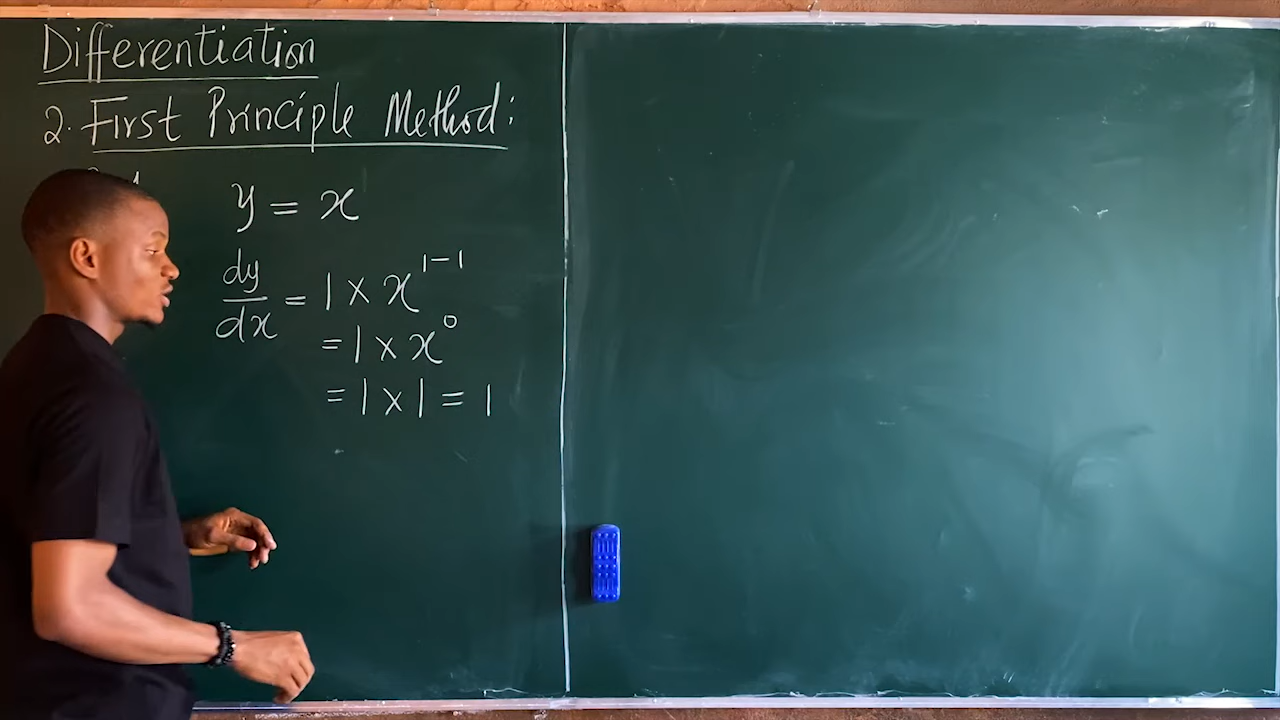 Differentiation
2. First Principle Method:
y = x
dy/dx = 1 × x^{1-1}
= 1 × x^0
= 1 × 1 = 1